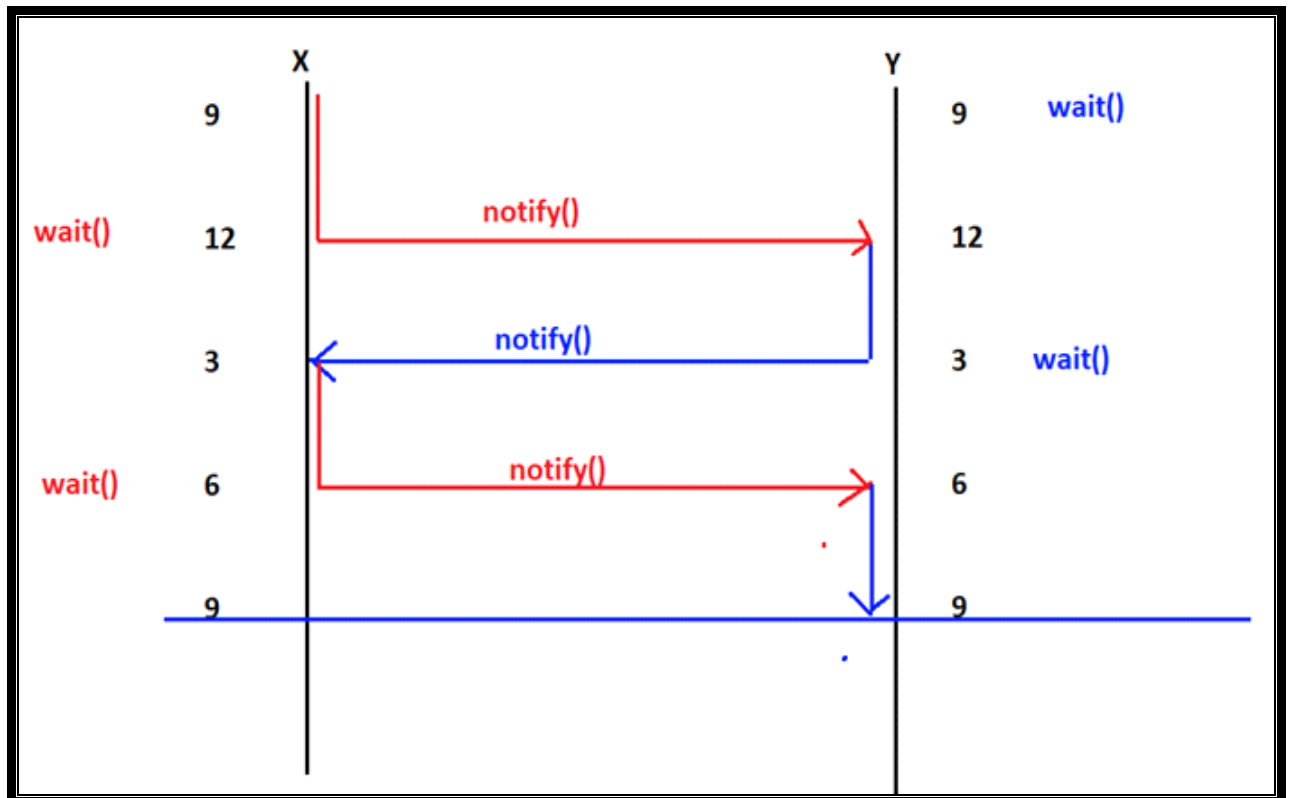 X Y
9 9 wait()
wait() 12 notify() 12
3 notify() 3 wait()
wait() 6 notify() 6
9 9